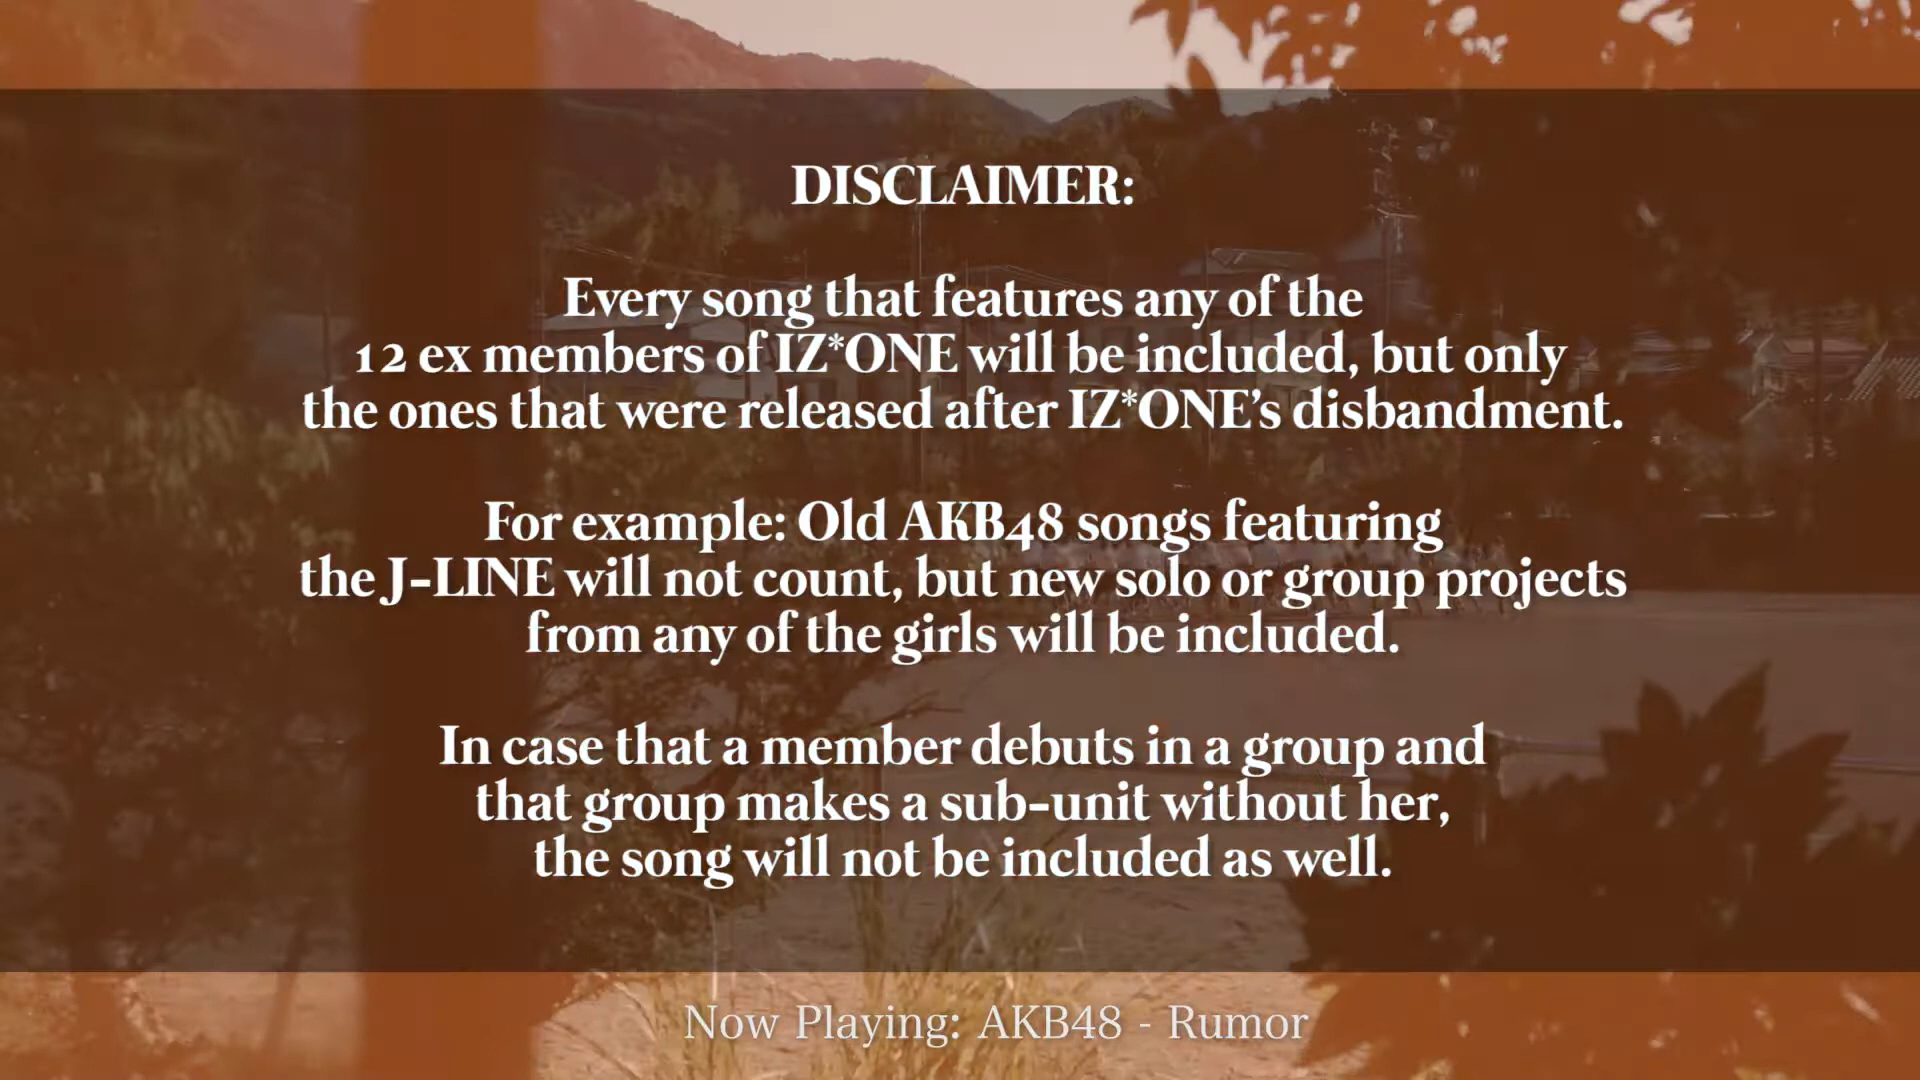 DISCLAIMER:
Every song that features any of the
12 ex members of IZ*ONE will be included, but only
the ones that were released after IZ*ONE’s disbandment.
For example: Old AKB48 songs featuring
the J-LINE will not count, but new solo or group projects
from any of the girls will be included.
In case that a member debuts in a group and
that group makes a sub-unit without her,
the song will not be included as well.
Now Playing: AKB48 - Rumor